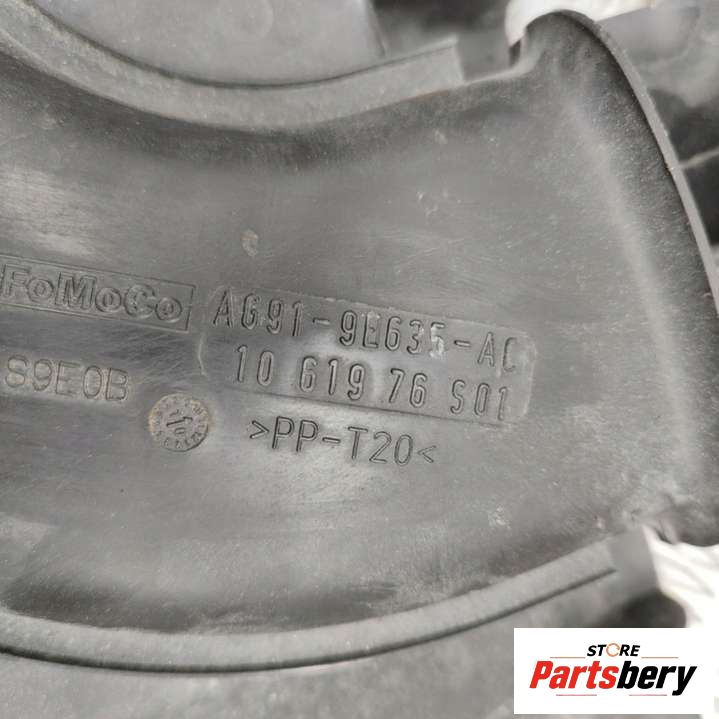 FoMoCo
AG91-9E635-AC
10 619 76 S01
S9E0B
>PP-T20<
STORE
Partsbery